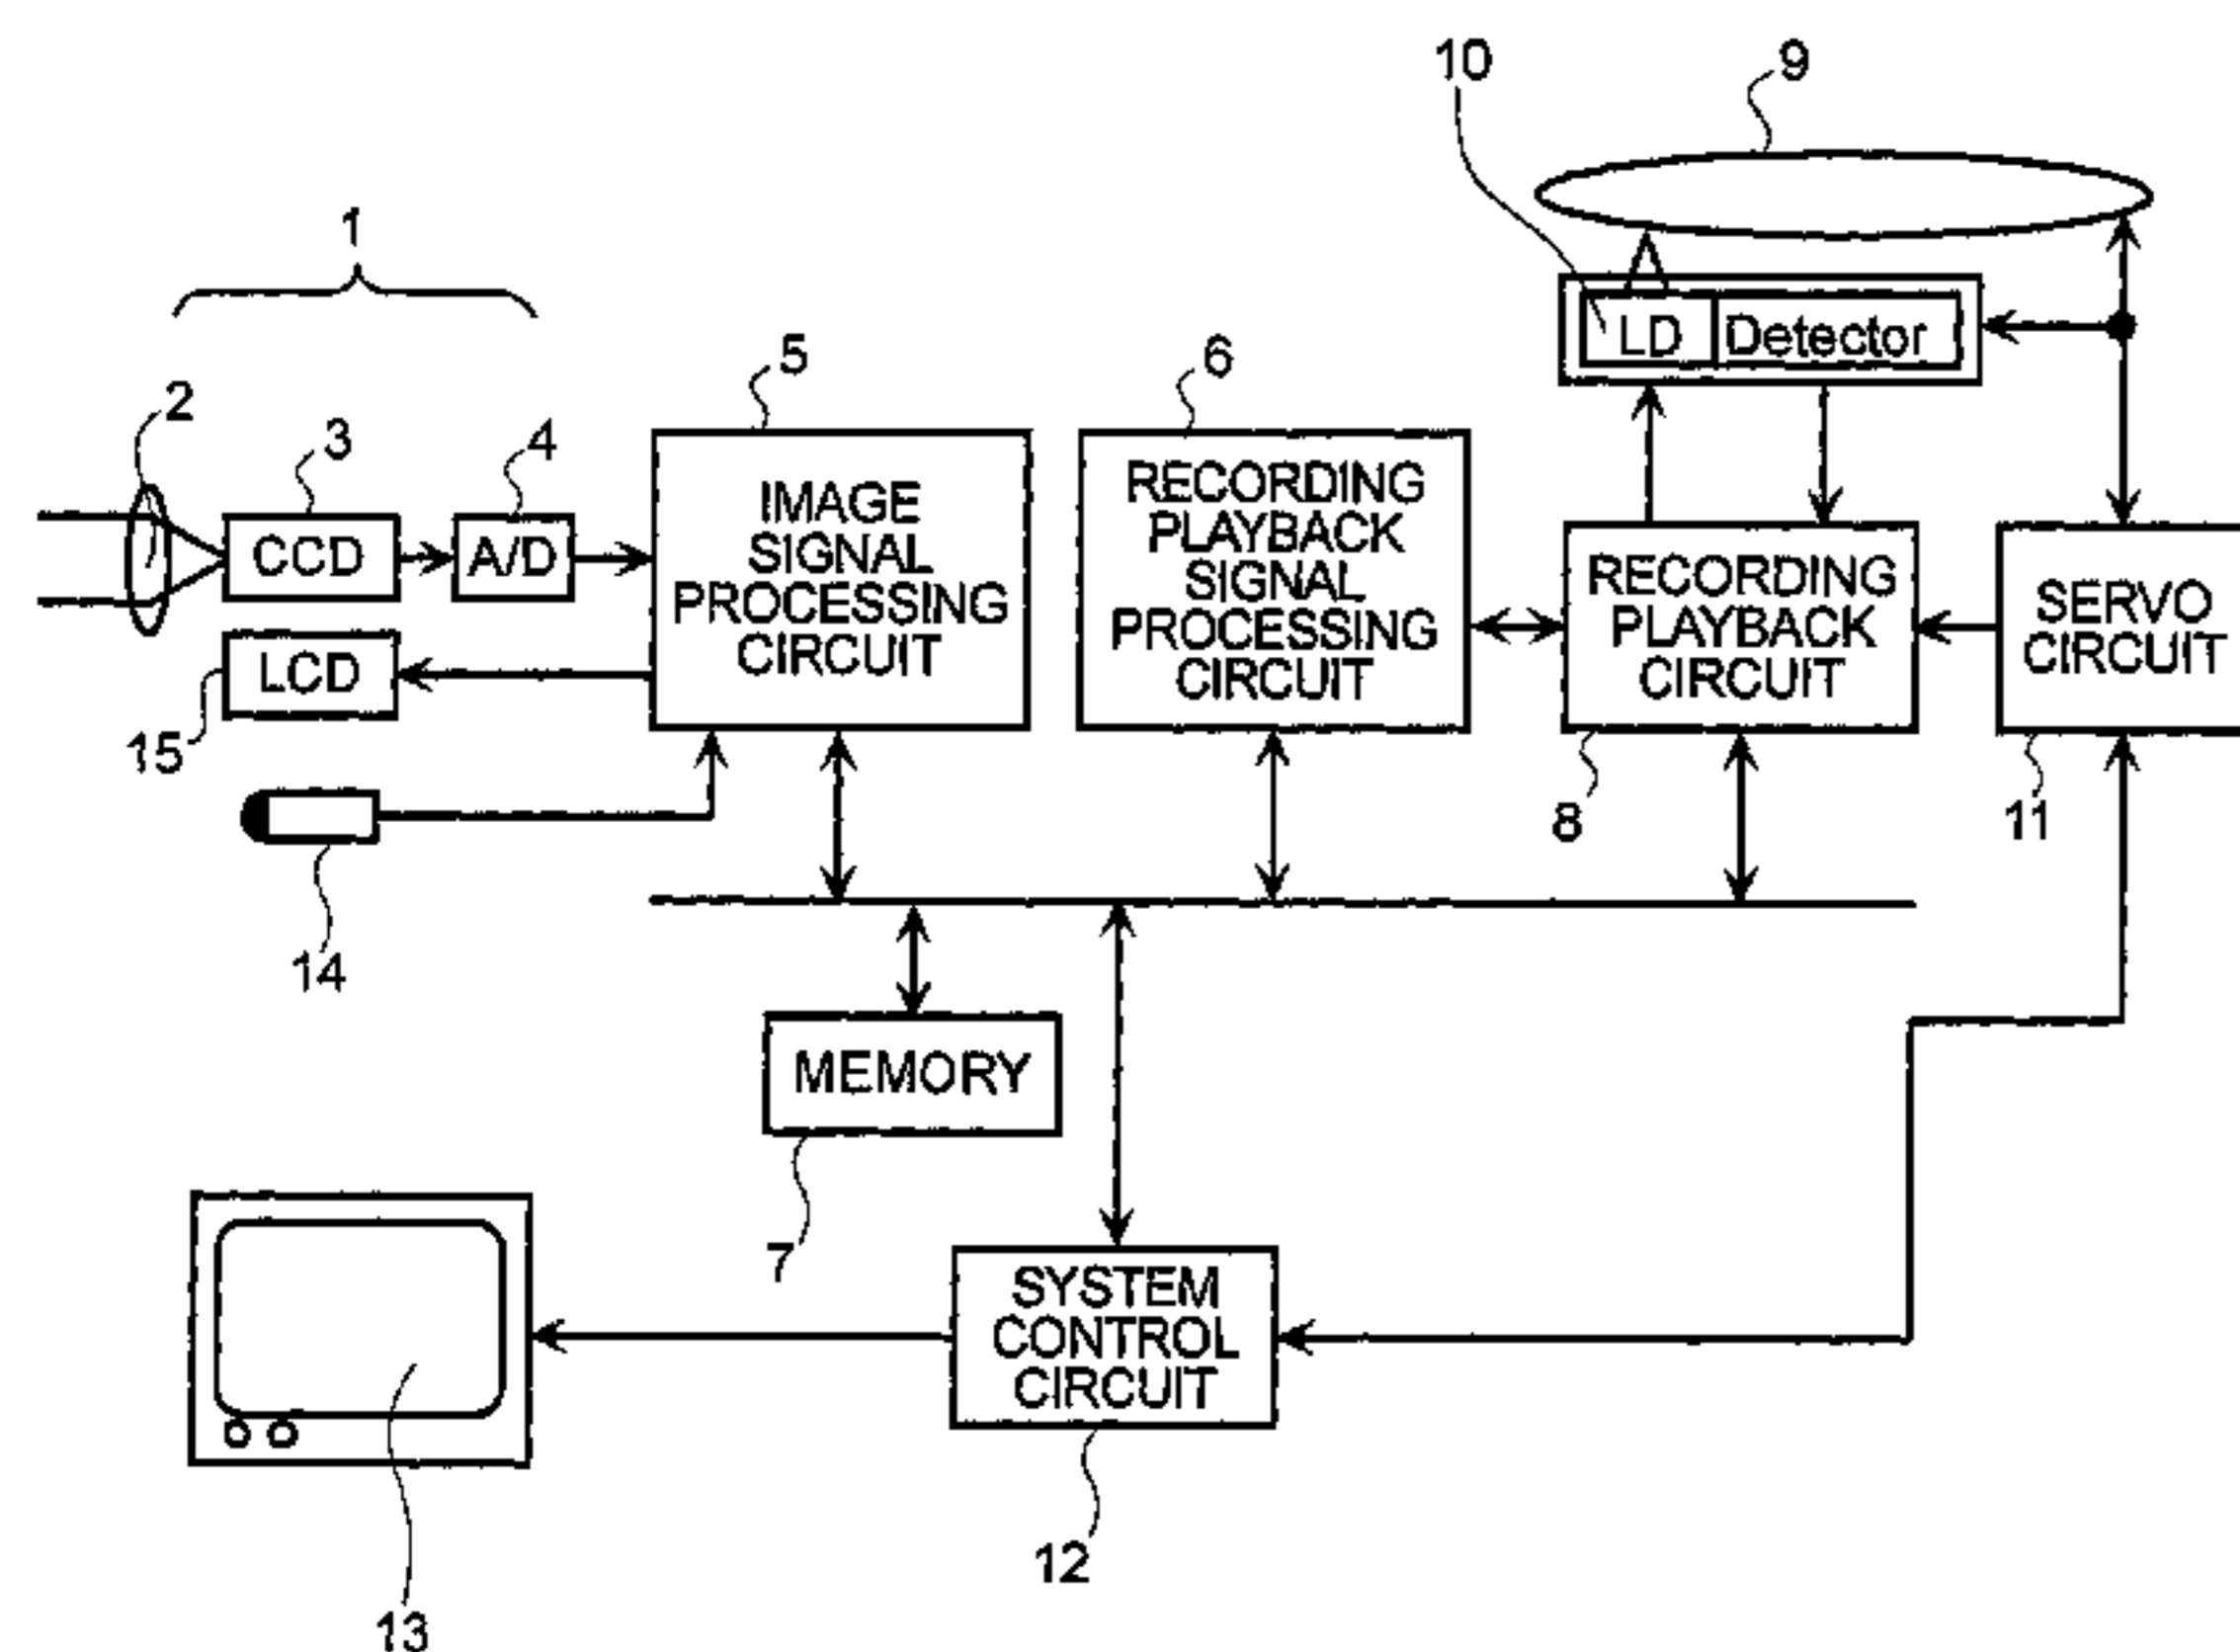 10
9
1
LD
Detector
5
6
2
3
4
CCD
A/D
IMAGE
SIGNAL
PROCESSING
CIRCUIT
RECORDING
PLAYBACK
SIGNAL
PROCESSING
CIRCUIT
RECORDING
PLAYBACK
CIRCUIT
SERVO
CIRCUIT
LCD
15
8
11
14
MEMORY
7
SYSTEM
CONTROL
CIRCUIT
12
13